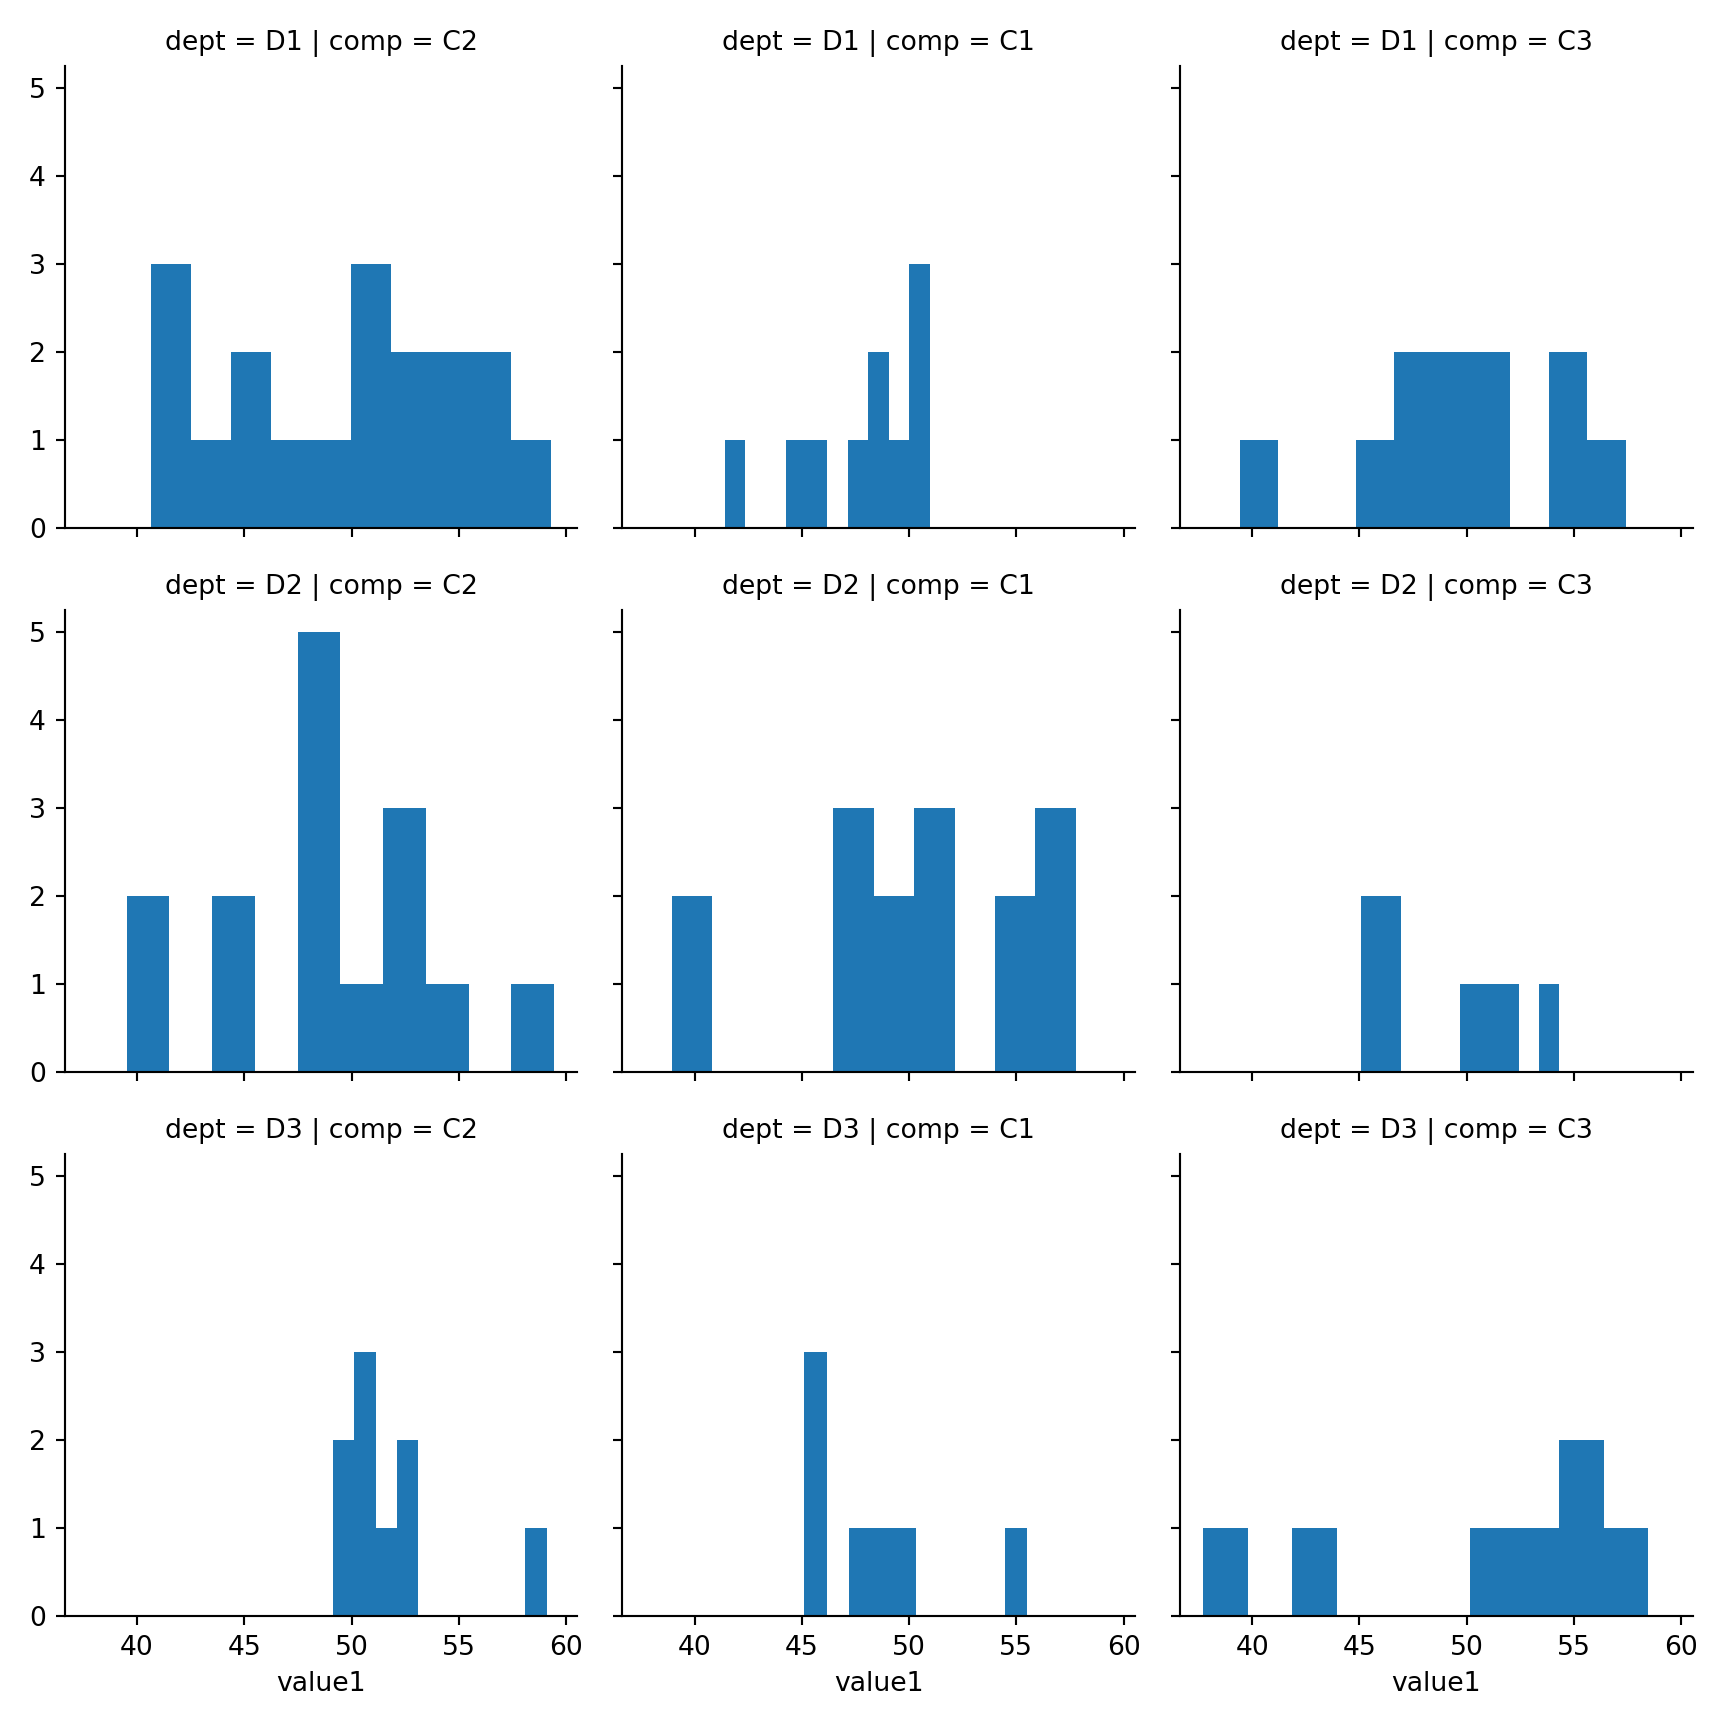 dept = D1 | comp = C2
dept = D1 | comp = C1
dept = D1 | comp = C3
5
4
3
2
1
0
dept = D2 | comp = C2
dept = D2 | comp = C1
dept = D2 | comp = C3
5
4
3
2
1
0
dept = D3 | comp = C2
dept = D3 | comp = C1
dept = D3 | comp = C3
5
4
3
2
1
0
40 45 50 55 60
value1
40 45 50 55 60
value1
40 45 50 55 60
value1